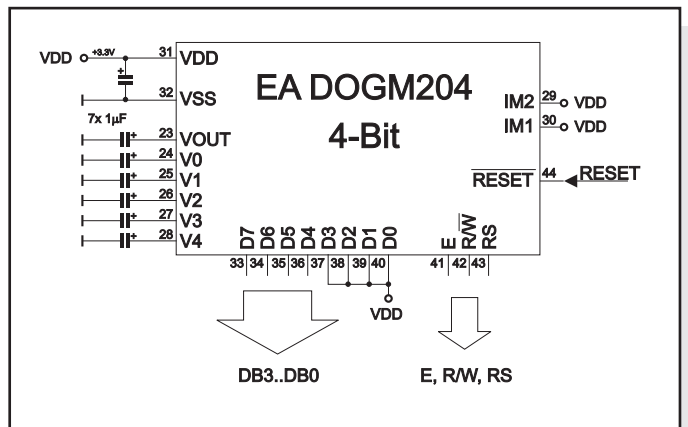 EA DOGM204
4-Bit
VDD +3.3V 31 VDD
32 VSS
7x 1µF
23 VOUT
24 V0
25 V1
26 V2
27 V3
28 V4
IM2 29 VDD
IM1 30 VDD
RESET 44 RESET
D7 D6 D5 D4 D3 D2 D1 D0
33 34 35 36 37 38 39 40
E R/W RS
41 42 43
VDD
DB3..DB0
E, R/W, RS